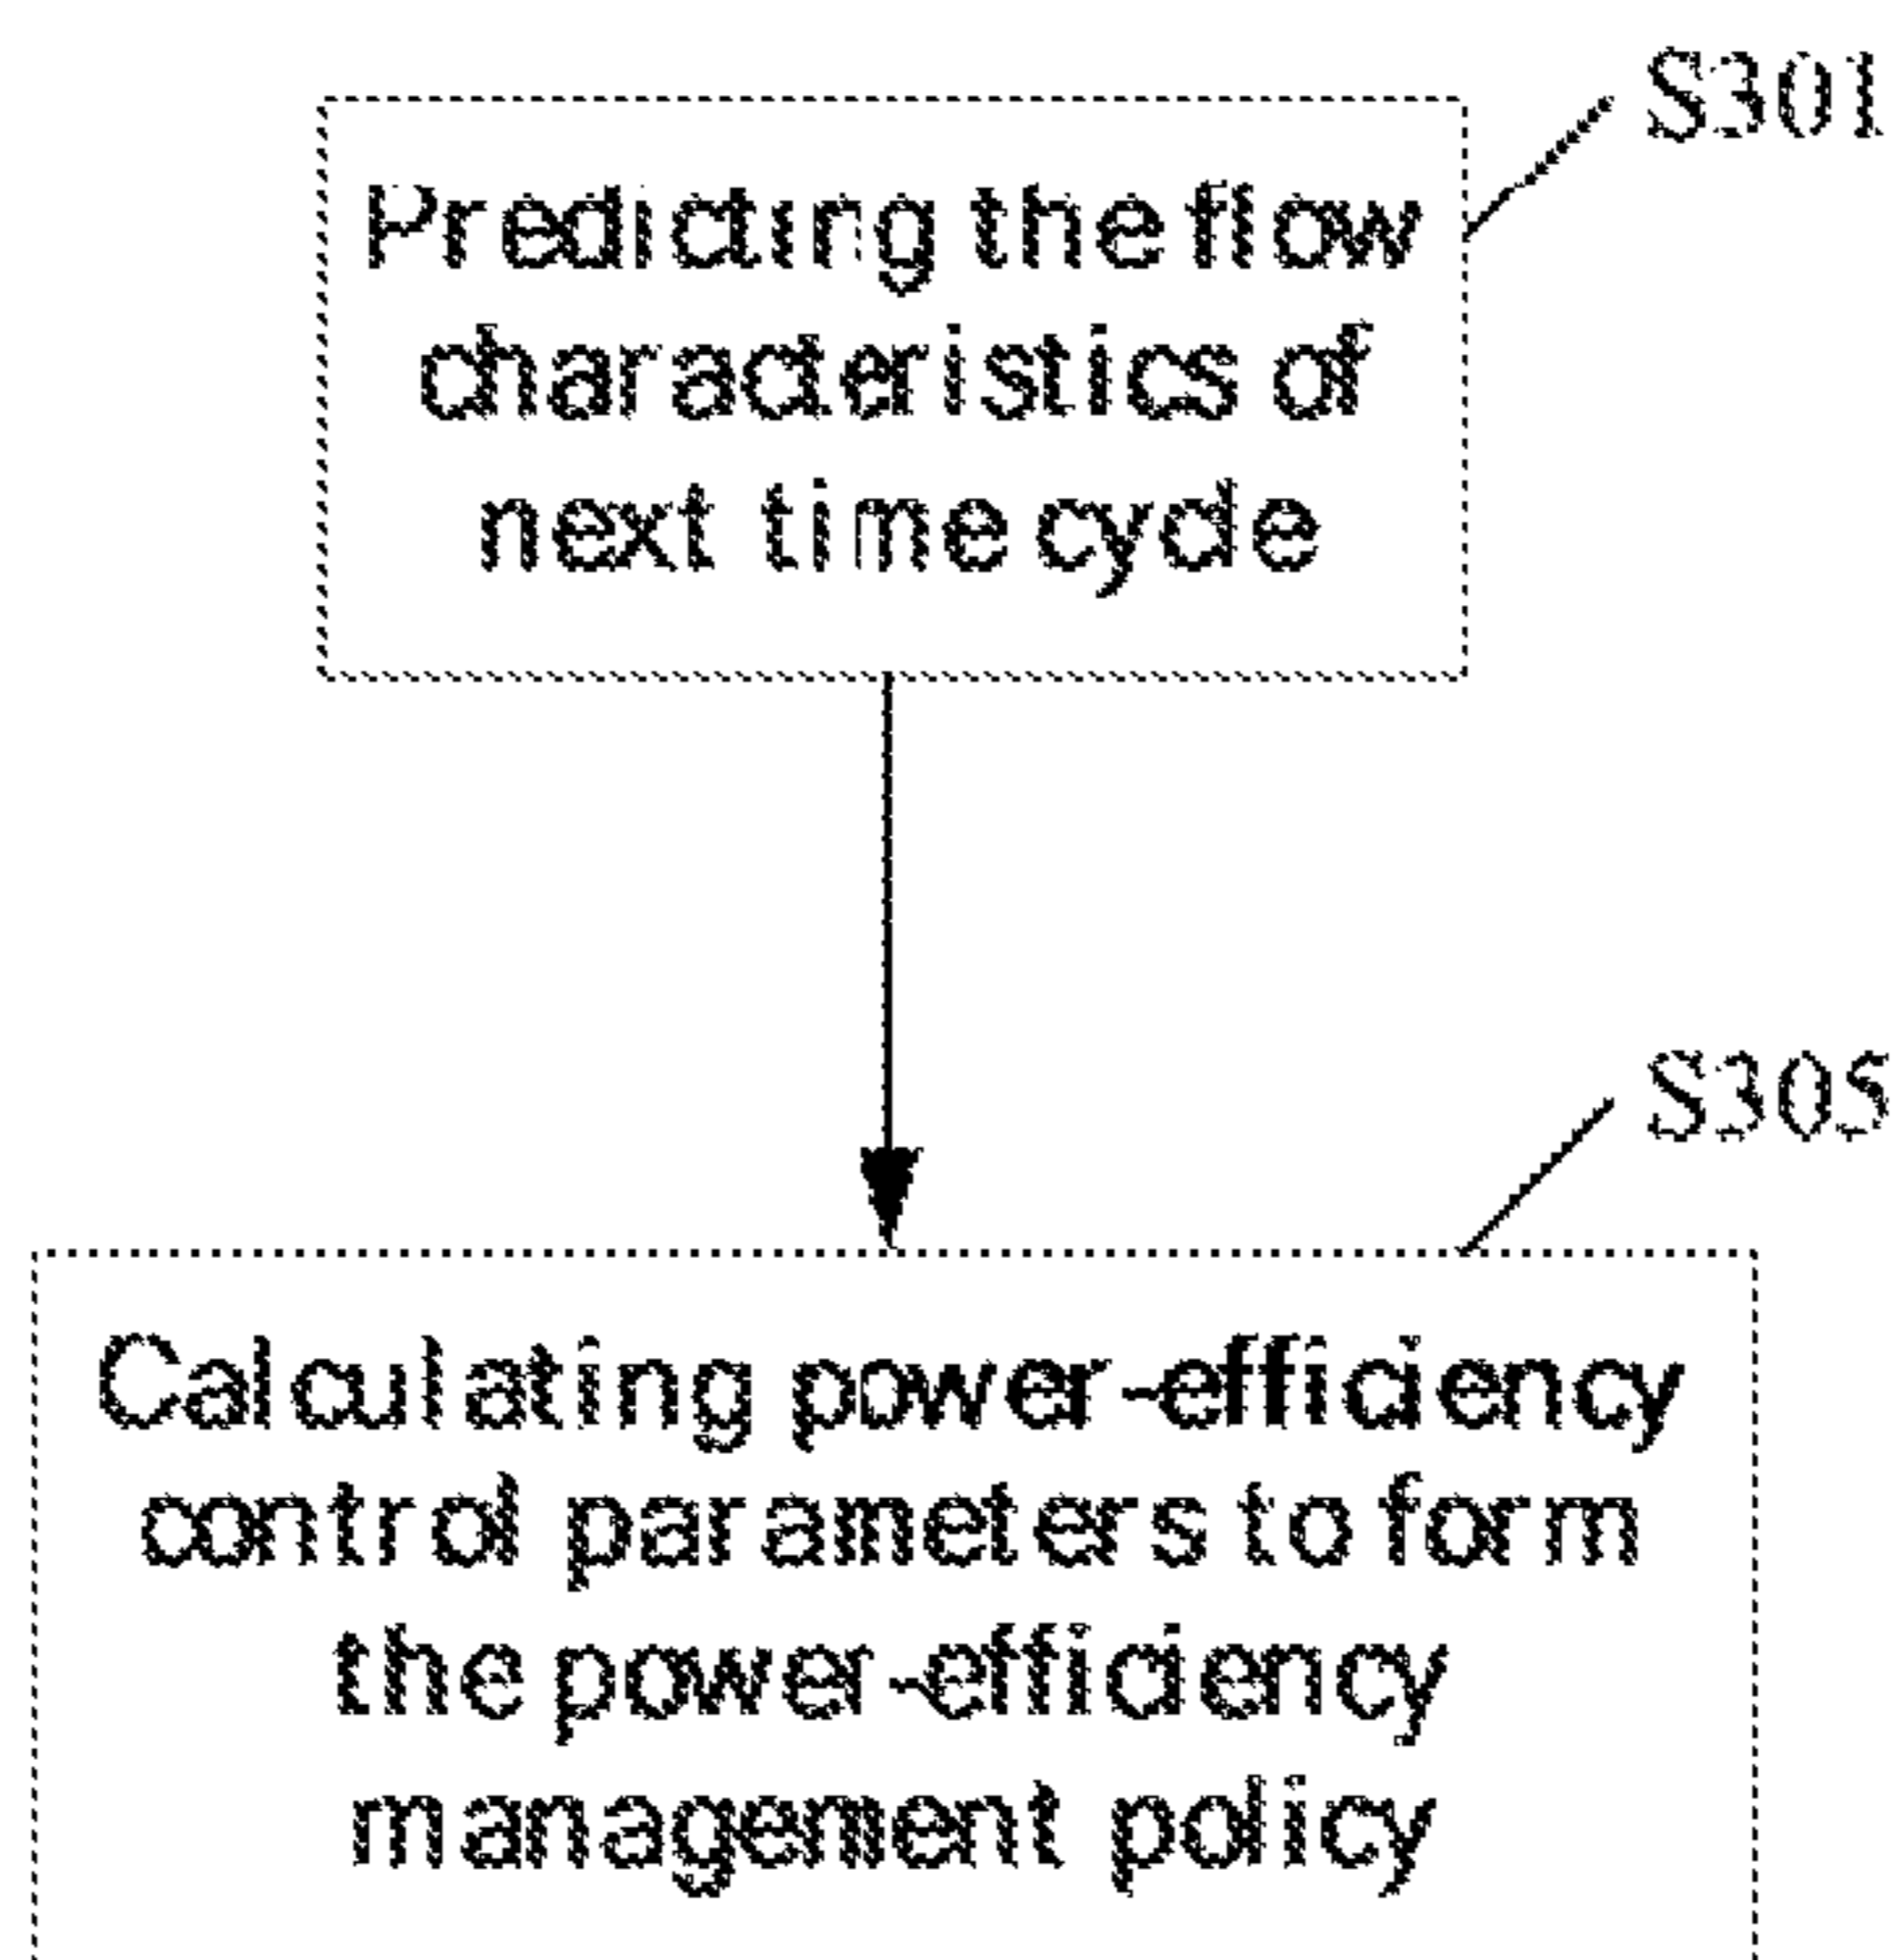 S301
Predicting the flow
characteristics of
next time cycle
S305
Calculating power-efficiency
control parameters to form
the power-efficiency
management policy